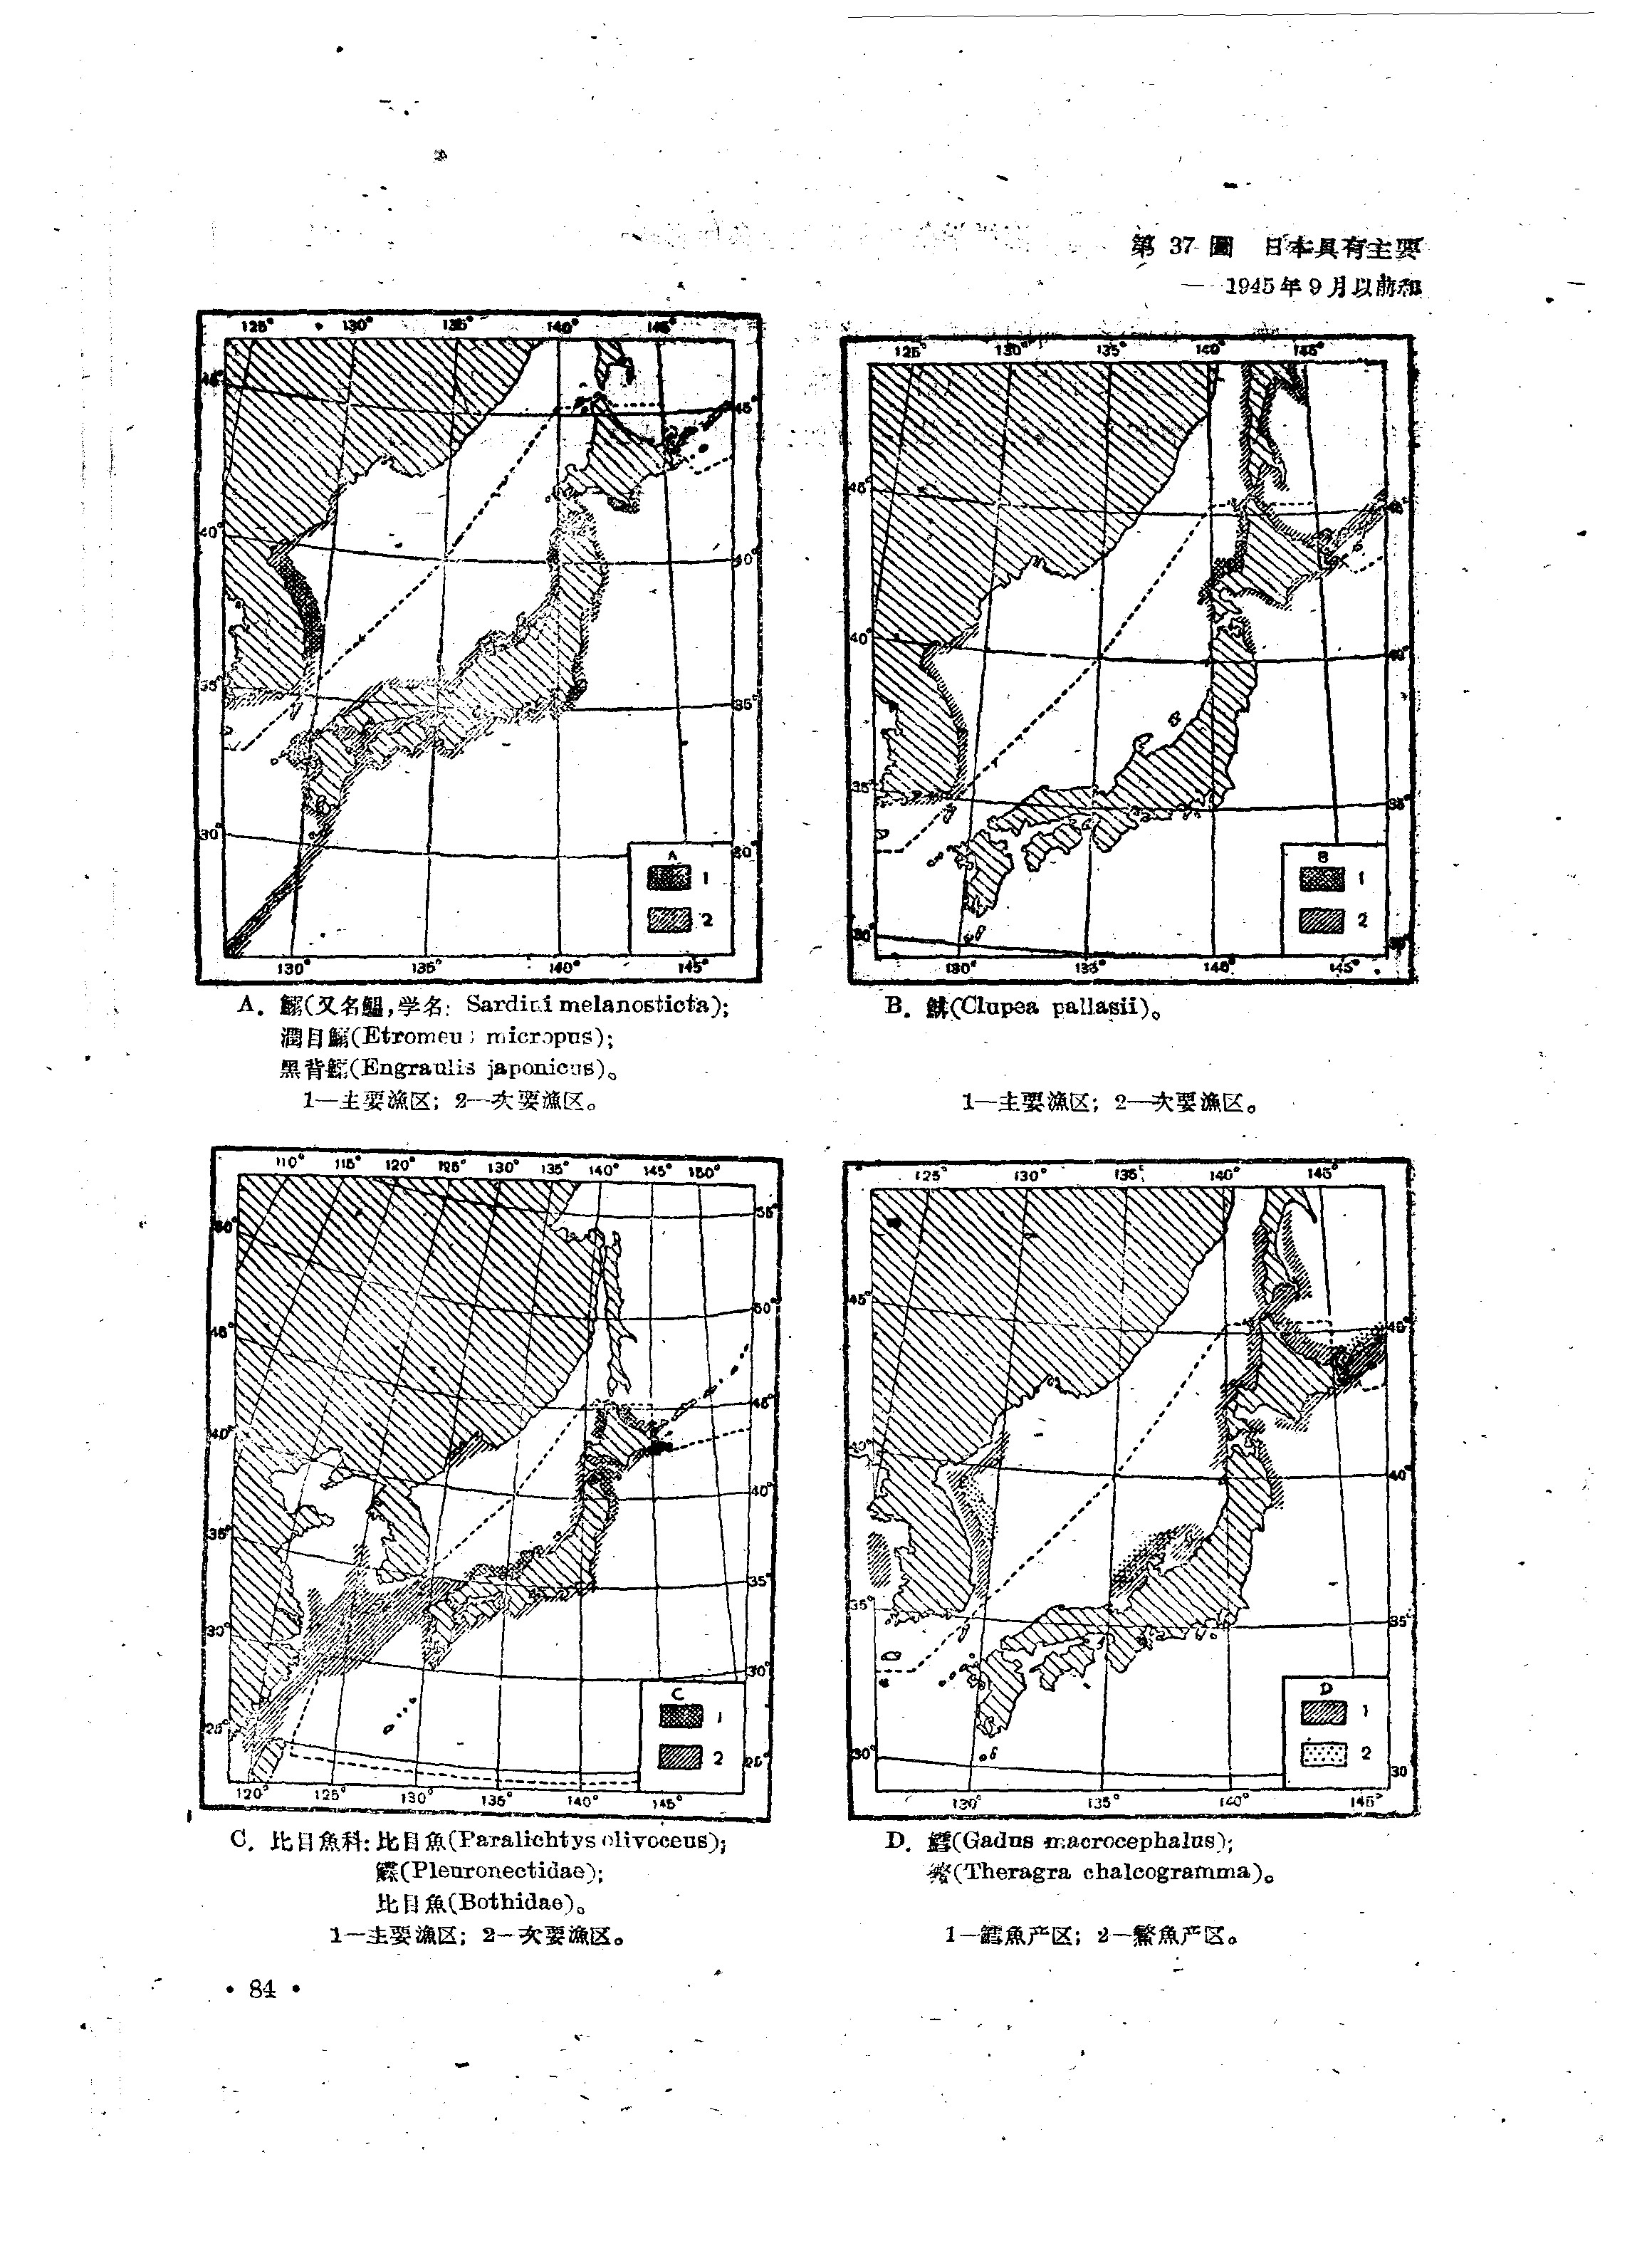 第 37 圖 日本具有主要
— 1945年9月以前和
125° 130° 135° 140° 145°
45°
45°
40°
40°
35°
35°
30°
30°
A
1
2
130° 135° 140° 145°
125° 130° 135° 140° 145°
45°
45°
40°
40°
35°
35°
30°
30°
B
1
2
130° 135° 140° 145°
A. 鰮(又名鰛,学名: Sardini melanosticta);
潤目鰮(Etromeus micropus);
黑背鰮(Engraulis japonicus)。
1—主要漁区; 2—次要漁区。
B. 鯡(Clupea pallasii)。
1—主要漁区; 2—次要漁区。
110° 115° 120° 125° 130° 135° 140° 145° 150°
50°
55°
45°
50°
40°
45°
35°
40°
30°
35°
25°
30°
25°
C
1
2
120° 125° 130° 135° 140° 145°
125° 130° 135° 140° 145°
45°
45°
40°
40°
35°
35°
30°
30
D
1
2
130° 135° 140° 145°
C. 比目魚科: 比目魚(Paralichtys olivoceus);
鰈(Pleuronectidae);
比目魚(Bothidae)。
1—主要漁区; 2—次要漁区。
D. 鱈(Gadus macrocephalus);
(Theragra chalcogramma)。
1—鱈魚产区; 2—魚产区。
• 84 •